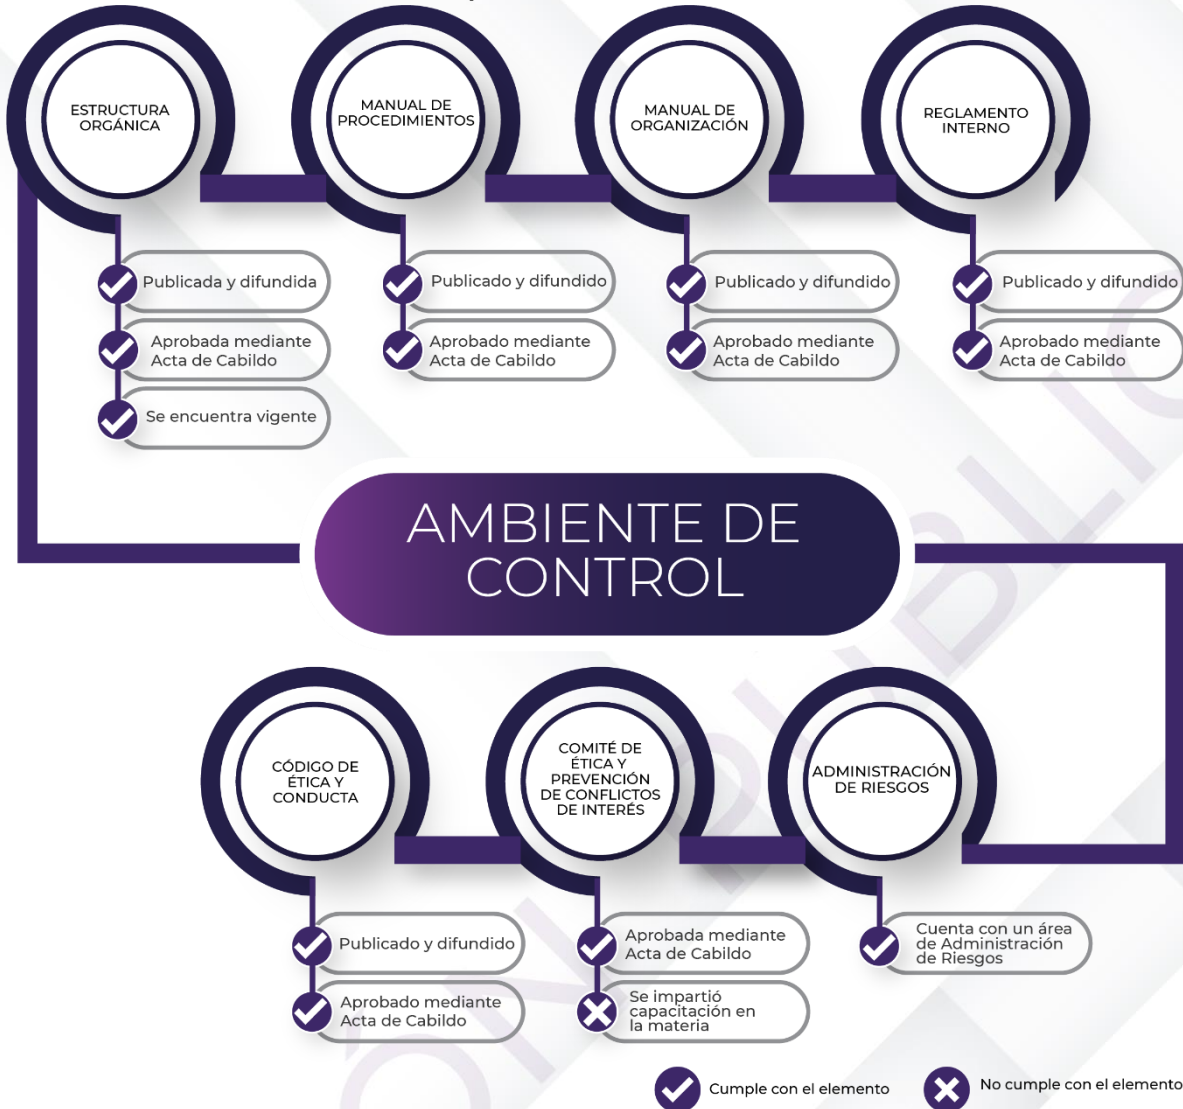 ESTRUCTURA
ORGÁNICA
MANUAL DE
PROCEDIMIENTOS
MANUAL DE
ORGANIZACIÓN
REGLAMENTO
INTERNO
Publicada y difundida
Aprobada mediante
Acta de Cabildo
Se encuentra vigente
Publicado y difundido
Aprobado mediante
Acta de Cabildo
Publicado y difundido
Aprobado mediante
Acta de Cabildo
Publicado y difundido
Aprobado mediante
Acta de Cabildo
AMBIENTE DE
CONTROL
CÓDIGO DE
ÉTICA Y
CONDUCTA
COMITÉ DE
ÉTICA Y
PREVENCIÓN
DE CONFLICTOS
DE INTERÉS
ADMINISTRACIÓN
DE RIESGOS
Publicado y difundido
Aprobado mediante
Acta de Cabildo
Aprobada mediante
Acta de Cabildo
Se impartió
capacitación en
la materia
Cuenta con un área
de Administración
de Riesgos
Cumple con el elemento
No cumple con el elemento